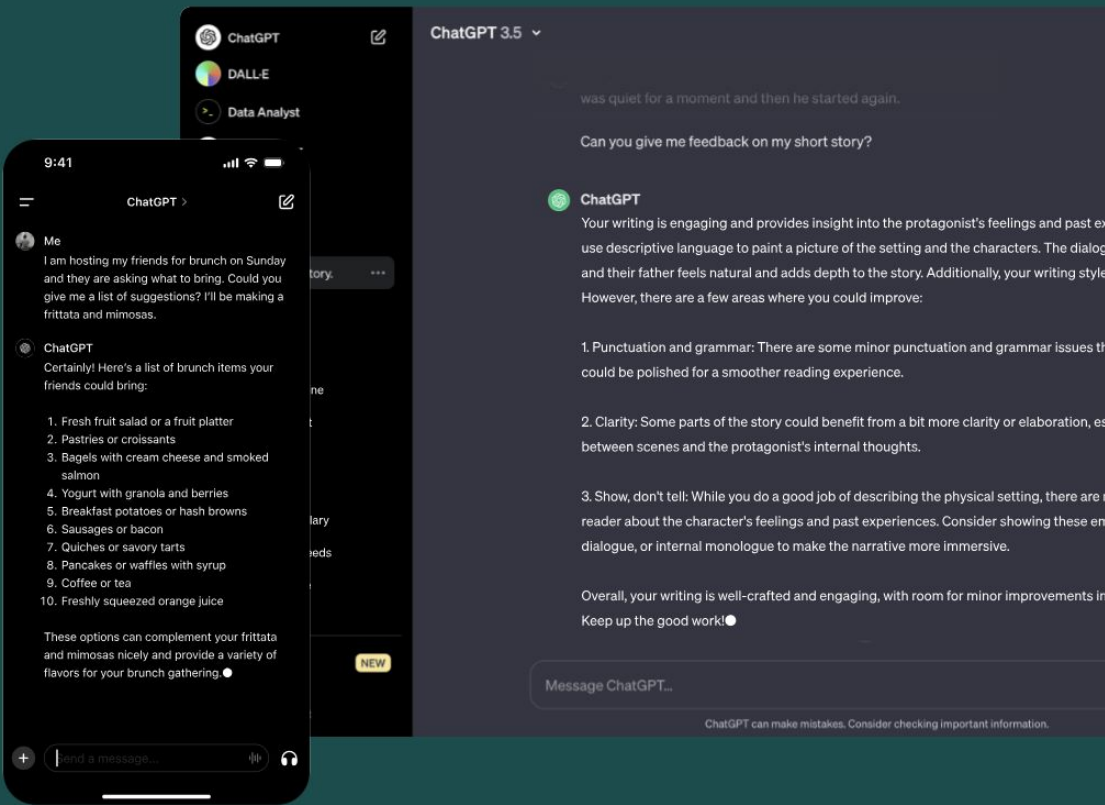 ChatGPT
DALL·E
Data Analyst
tory.
ne
lary
eeds
NEW
ChatGPT 3.5
was quiet for a moment and then he started again.
Can you give me feedback on my short story?
ChatGPT
Your writing is engaging and provides insight into the protagonist's feelings and past ex
use descriptive language to paint a picture of the setting and the characters. The dialog
and their father feels natural and adds depth to the story. Additionally, your writing style
However, there are a few areas where you could improve:
1. Punctuation and grammar: There are some minor punctuation and grammar issues th
could be polished for a smoother reading experience.
2. Clarity: Some parts of the story could benefit from a bit more clarity or elaboration, es
between scenes and the protagonist's internal thoughts.
3. Show, don't tell: While you do a good job of describing the physical setting, there are
reader about the character's feelings and past experiences. Consider showing these em
dialogue, or internal monologue to make the narrative more immersive.
Overall, your writing is well-crafted and engaging, with room for minor improvements in
Keep up the good work!
Message ChatGPT...
ChatGPT can make mistakes. Consider checking important information.
9:41
ChatGPT >
Me
I am hosting my friends for brunch on Sunday
and they are asking what to bring. Could you
give me a list of suggestions? I'll be making a
frittata and mimosas.
ChatGPT
Certainly! Here's a list of brunch items your
friends could bring:
1. Fresh fruit salad or a fruit platter
2. Pastries or croissants
3. Bagels with cream cheese and smoked
salmon
4. Yogurt with granola and berries
5. Breakfast potatoes or hash browns
6. Sausages or bacon
7. Quiches or savory tarts
8. Pancakes or waffles with syrup
9. Coffee or tea
10. Freshly squeezed orange juice
These options can complement your frittata
and mimosas nicely and provide a variety of
flavors for your brunch gathering.
Send a message...